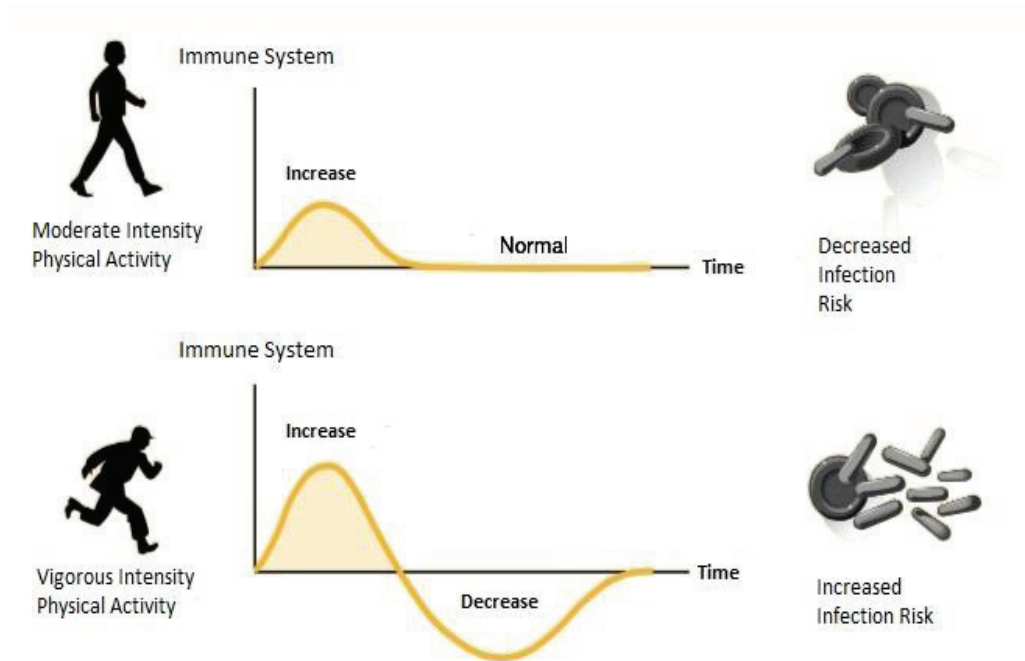 Immune System
Increase
Normal
Time
Moderate Intensity
Physical Activity
Decreased
Infection
Risk
Immune System
Increase
Decrease
Time
Vigorous Intensity
Physical Activity
Increased
Infection Risk